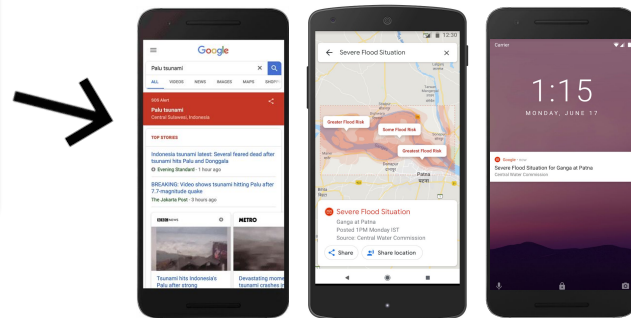 Google
Palu tsunami
ALL VIDEOS NEWS IMAGES MAPS
SOS Alert
Palu tsunami
Central Sulawesi, Indonesia
TOP STORIES
Indonesia tsunami latest: Several feared dead after
tsunami hits Palu and Donggala
Evening Standard · 1 hour ago
BREAKING: Video shows tsunami hitting Palu after
7.7-magnitude quake
The Jakarta Post · 3 hours ago
BBC NEWS
METRO
Tsunami hits Indonesia's
Palu after strong
Devastating mome
tsunami crashes in
12:30
Severe Flood Situation
Greater Flood Risk
Some Flood Risk
Greatest Flood Risk
Patna
पटना
Severe Flood Situation
Ganga at Patna
Posted 1PM Monday IST
Source: Central Water Commission
Share
Share location
Carrier
1:15
MONDAY, JUNE 17
Google
Severe Flood Situation for Ganga at Patna
Central Water Commission